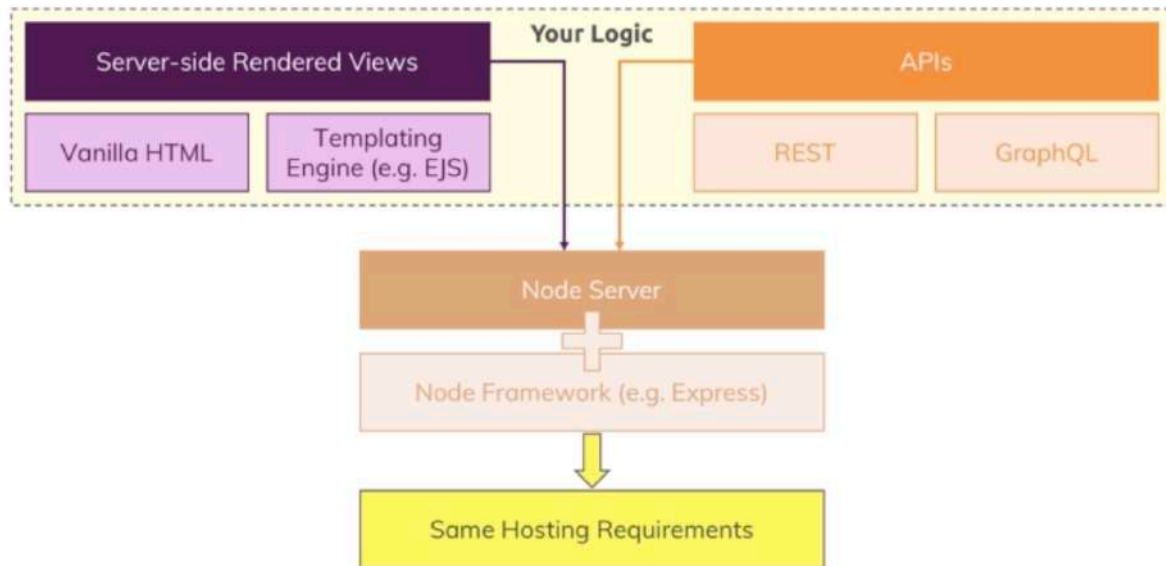 Your Logic
Server-side Rendered Views
APIs
Vanilla HTML
Templating
Engine (e.g. EJS)
REST
GraphQL
Node Server
Node Framework (e.g. Express)
Same Hosting Requirements